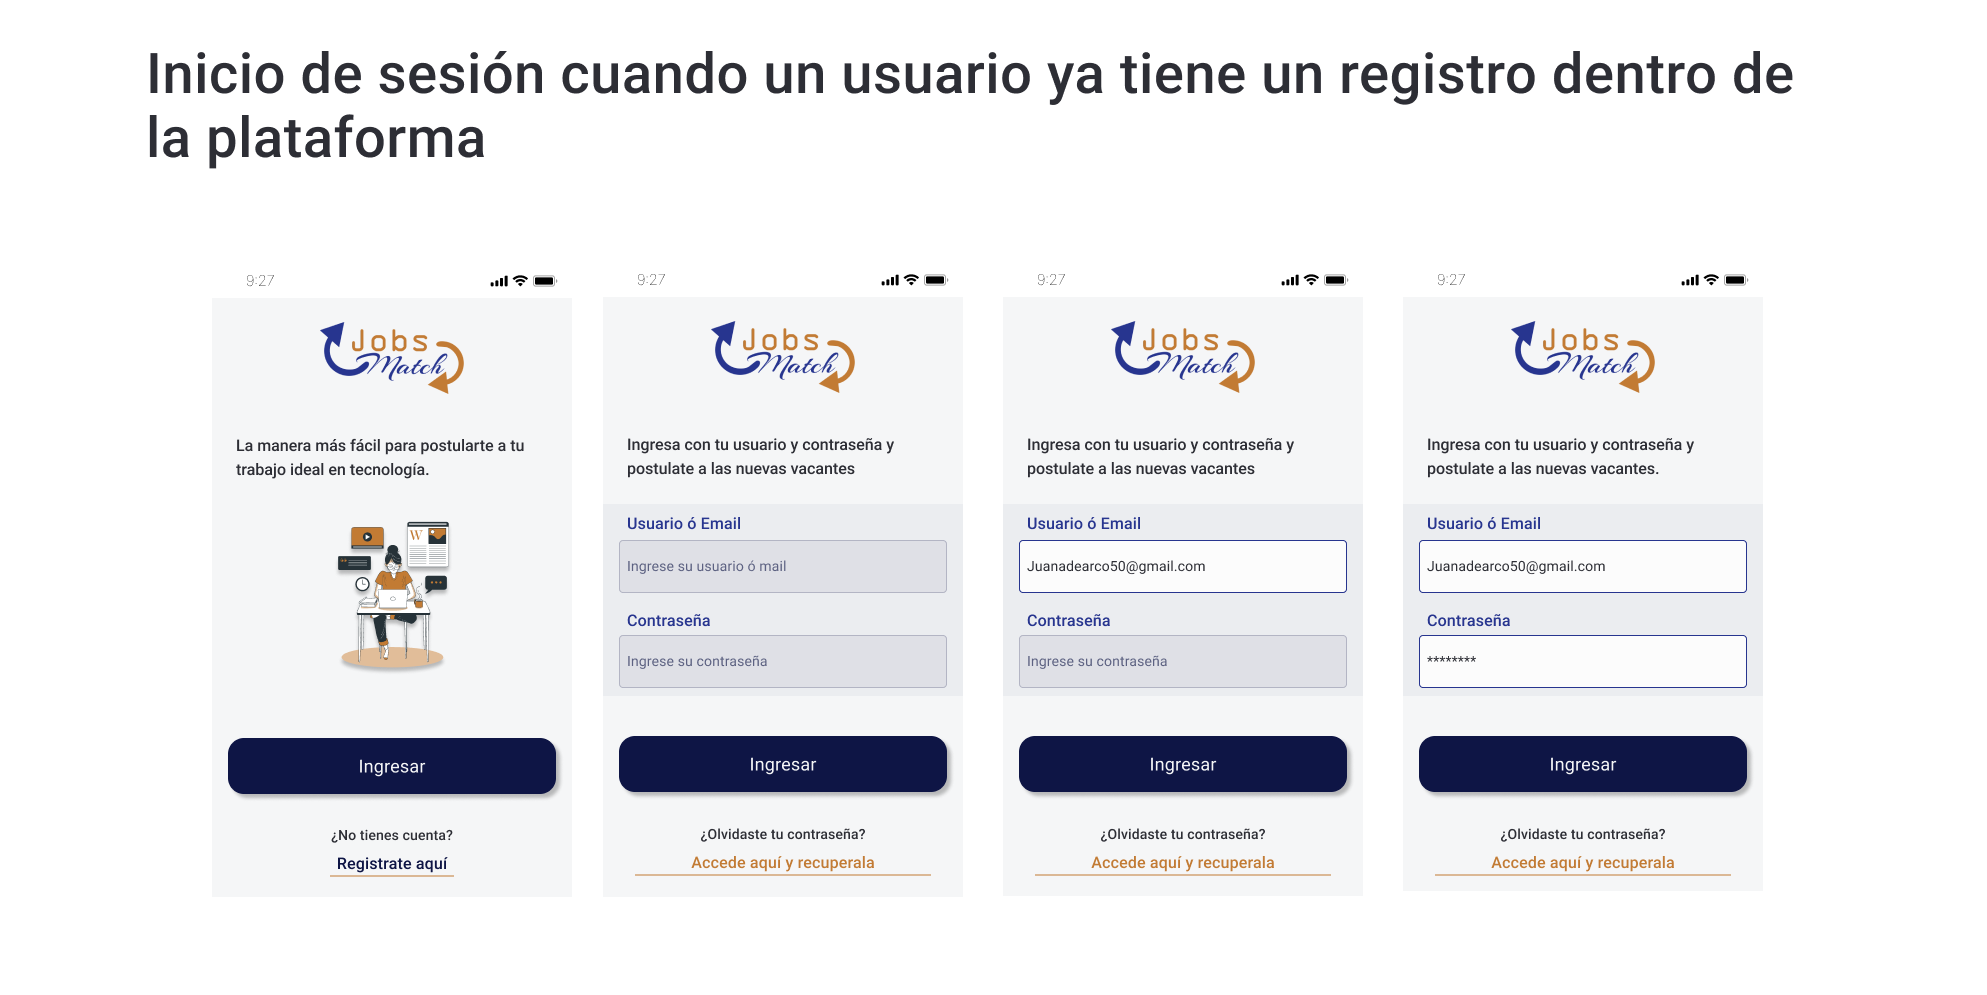 Inicio de sesión cuando un usuario ya tiene un registro dentro de
la plataforma
9:27
Jobs
Match
La manera más fácil para postularte a tu
trabajo ideal en tecnología.
W
Ingresar
¿No tienes cuenta?
Registrate aquí
9:27
Jobs
Match
Ingresa con tu usuario y contraseña y
postulate a las nuevas vacantes
Usuario ó Email
Ingrese su usuario ó mail
Contraseña
Ingrese su contraseña
Ingresar
¿Olvidaste tu contraseña?
Accede aquí y recuperala
9:27
Jobs
Match
Ingresa con tu usuario y contraseña y
postulate a las nuevas vacantes
Usuario ó Email
Juanadearco50@gmail.com
Contraseña
Ingrese su contraseña
Ingresar
¿Olvidaste tu contraseña?
Accede aquí y recuperala
9:27
Jobs
Match
Ingresa con tu usuario y contraseña y
postulate a las nuevas vacantes.
Usuario ó Email
Juanadearco50@gmail.com
Contraseña
********
Ingresar
¿Olvidaste tu contraseña?
Accede aquí y recuperala